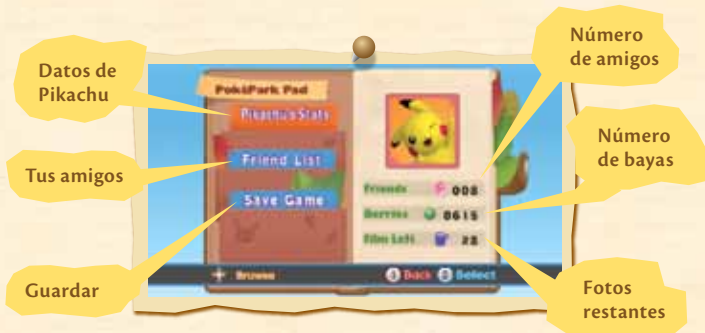 Número
de amigos
Datos de
Pikachu
PokéPark Pad
Pikachu's Stats
Número
de bayas
Tus amigos
Friend List
Friends 008
Save Game
Berries 0615
Film Left 28
Browse
Back
Select
Guardar
Fotos
restantes